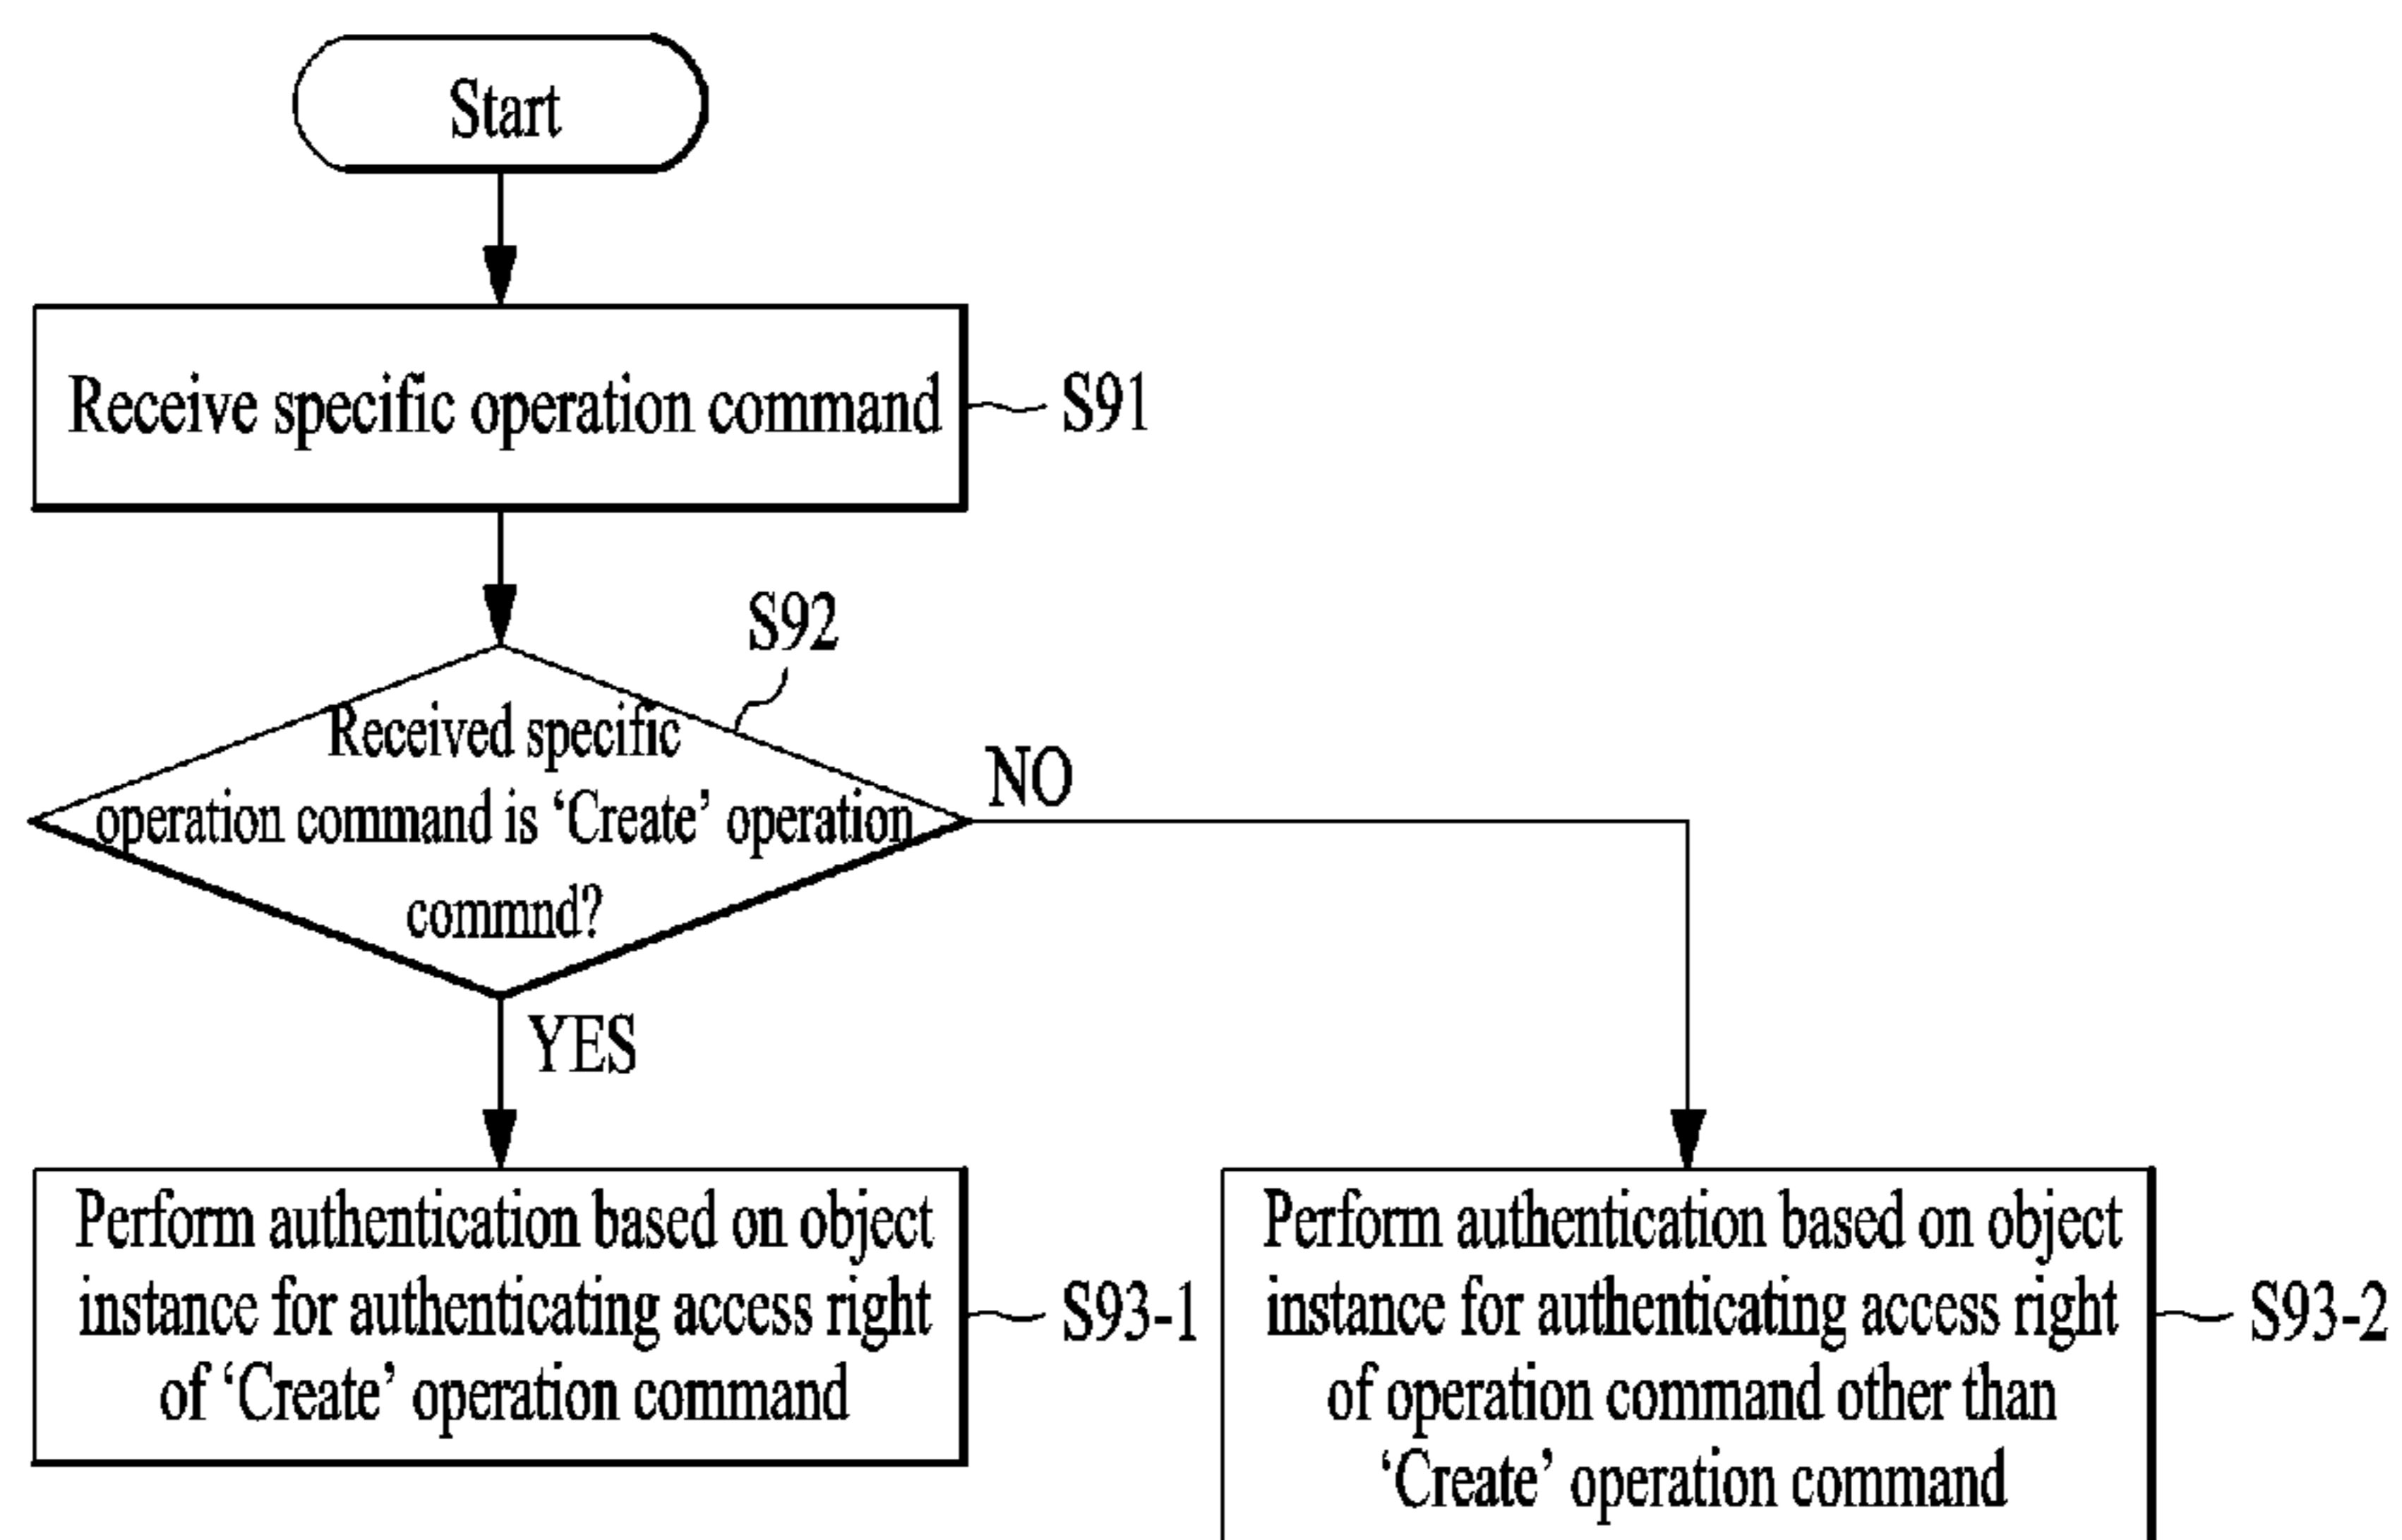 Start
Receive specific operation command
S91
S92
Received specific
operation command is ‘Create’ operation
commnd?
NO
YES
Perform authentication based on object
instance for authenticating access right
of ‘Create’ operation command
S93-1
Perform authentication based on object
instance for authenticating access right
of operation command other than
‘Create’ operation command
S93-2